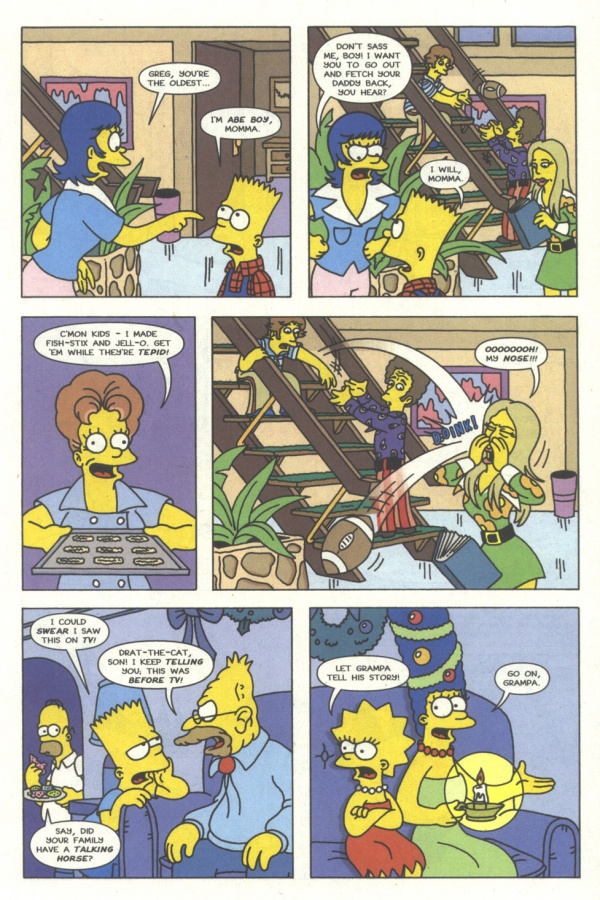 GREG, YOU'RE
THE OLDEST...
I'M ABE BOY,
MOMMA.
DON'T SASS
ME, BOY! I WANT
YOU TO GO OUT
AND FETCH YOUR
DADDY BACK,
YOU HEAR?
I WILL,
MOMMA.
C'MON KIDS - I MADE
FISH-STIX AND JELL-O. GET
'EM WHILE THEY'RE TEPID!
OOOOOOOH!
MY NOSE!!!
D-DINK!
I COULD
SWEAR I SAW
THIS ON TV!
DRAT-THE-CAT,
SON! I KEEP TELLING
YOU; THIS WAS
BEFORE TV!
SAY, DID
YOUR FAMILY
HAVE A TALKING
HORSE?
LET GRAMPA
TELL HIS STORY!
GO ON,
GRAMPA.